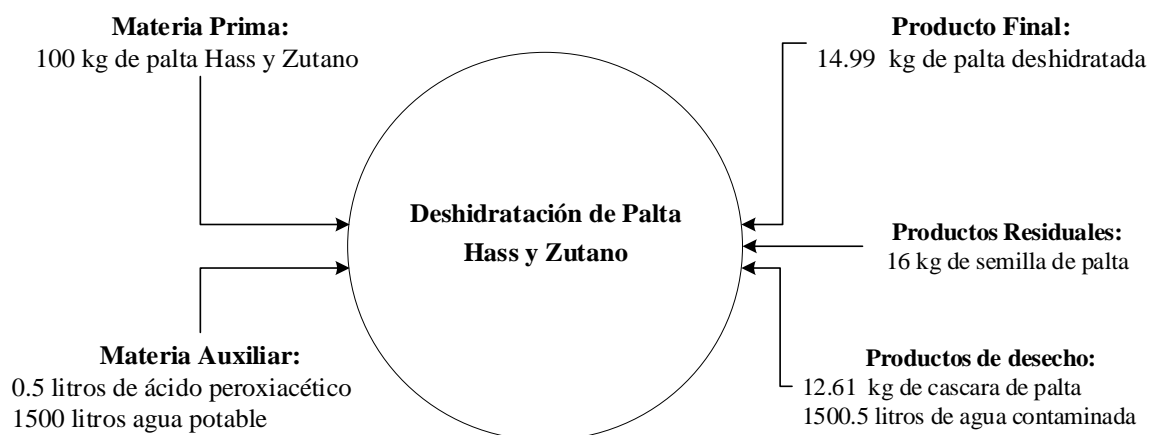 Materia Prima:
100 kg de palta Hass y Zutano
Producto Final:
14.99 kg de palta deshidratada
Deshidratación de Palta
Hass y Zutano
Productos Residuales:
16 kg de semilla de palta
Materia Auxiliar:
0.5 litros de ácido peroxiacético
1500 litros agua potable
Productos de desecho:
12.61 kg de cascara de palta
1500.5 litros de agua contaminada